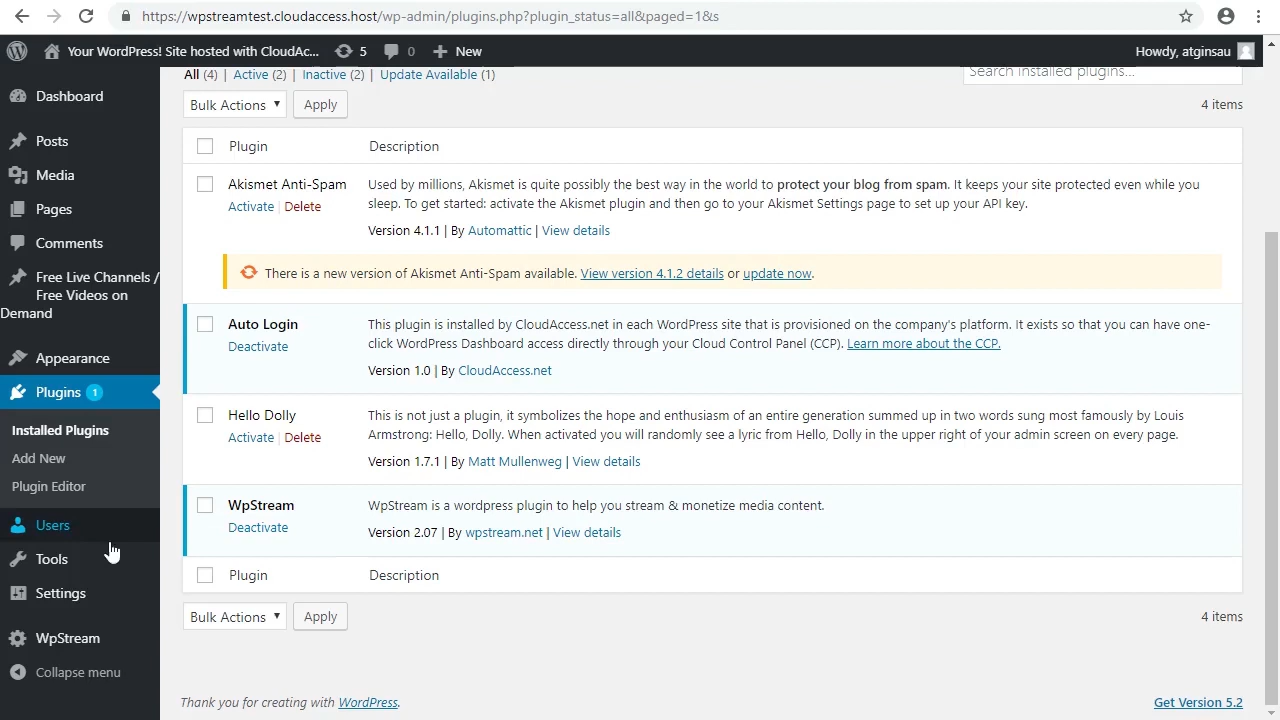 https://wpstreamtest.cloudaccess.host/wp-admin/plugins.php?plugin_status=all&paged=1&s
Your WordPress! Site hosted with CloudAc... 5 0 New Howdy, atginsau
All (4) | Active (2) | Inactive (2) | Update Available (1)
Search installed plugins...
Bulk Actions Apply 4 items
Dashboard
Posts
Media
Pages
Comments
Free Live Channels /
Free Videos on
Demand
Appearance
Plugins 1
Installed Plugins
Add New
Plugin Editor
Users
Tools
Settings
WpStream
Collapse menu
Plugin Description
Akismet Anti-Spam
Activate | Delete
Used by millions, Akismet is quite possibly the best way in the world to protect your blog from spam. It keeps your site protected even while you
sleep. To get started: activate the Akismet plugin and then go to your Akismet Settings page to set up your API key.
Version 4.1.1 | By Automattic | View details
There is a new version of Akismet Anti-Spam available. View version 4.1.2 details or update now.
Auto Login
Deactivate
This plugin is installed by CloudAccess.net in each WordPress site that is provisioned on the company's platform. It exists so that you can have one-
click WordPress Dashboard access directly through your Cloud Control Panel (CCP). Learn more about the CCP.
Version 1.0 | By CloudAccess.net
Hello Dolly
Activate | Delete
This is not just a plugin, it symbolizes the hope and enthusiasm of an entire generation summed up in two words sung most famously by Louis
Armstrong: Hello, Dolly. When activated you will randomly see a lyric from Hello, Dolly in the upper right of your admin screen on every page.
Version 1.7.1 | By Matt Mullenweg | View details
WpStream
Deactivate
WpStream is a wordpress plugin to help you stream & monetize media content.
Version 2.07 | By wpstream.net | View details
Plugin Description
Bulk Actions Apply 4 items
Thank you for creating with WordPress.
Get Version 5.2